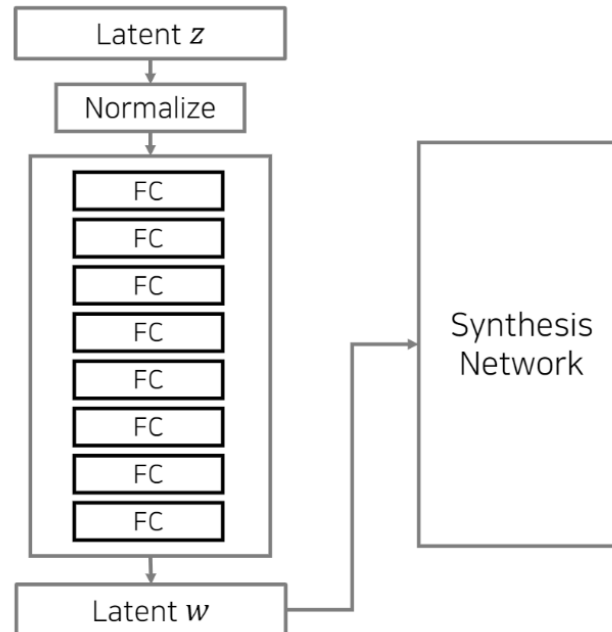 Latent z
Normalize
FC
FC
FC
FC
FC
FC
FC
FC
Latent w
Synthesis
Network